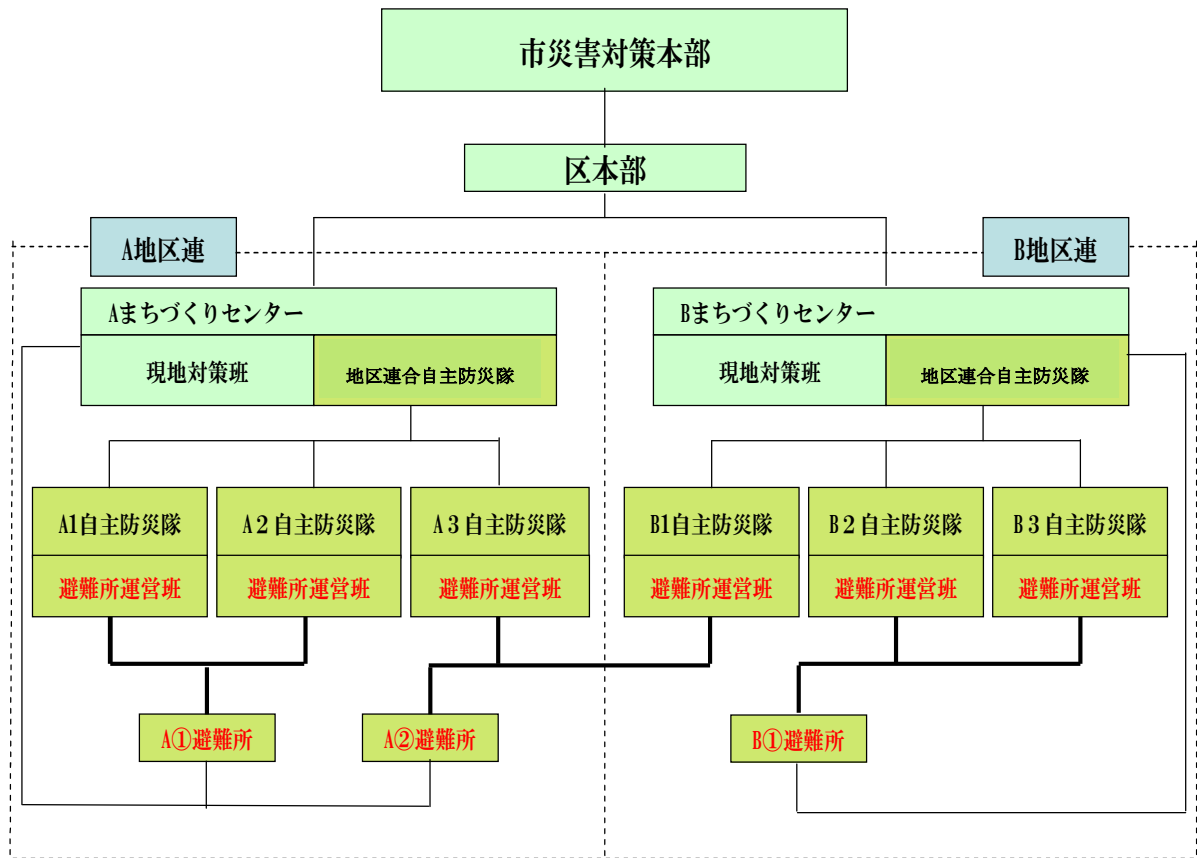 市災害対策本部
区本部
A地区連
B地区連
Aまちづくりセンター
現地対策班
地区連合自主防災隊
Bまちづくりセンター
現地対策班
地区連合自主防災隊
A1自主防災隊
避難所運営班
A２自主防災隊
避難所運営班
A３自主防災隊
避難所運営班
B1自主防災隊
避難所運営班
B２自主防災隊
避難所運営班
B３自主防災隊
避難所運営班
A①避難所
A②避難所
B①避難所